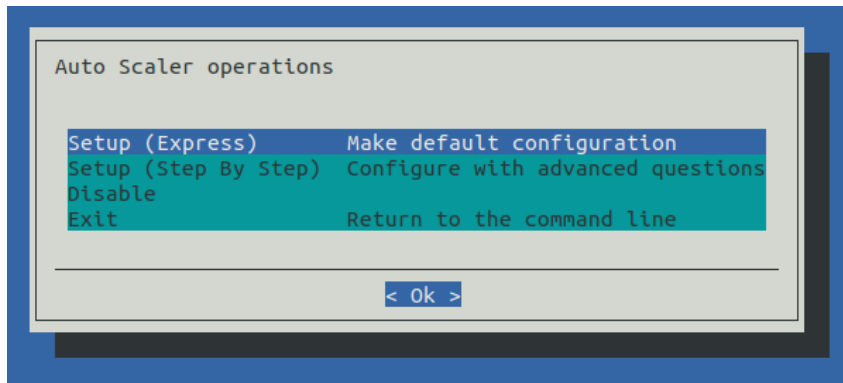 Auto Scaler operations
Setup (Express) Make default configuration
Setup (Step By Step) Configure with advanced questions
Disable
Exit Return to the command line
< Ok >